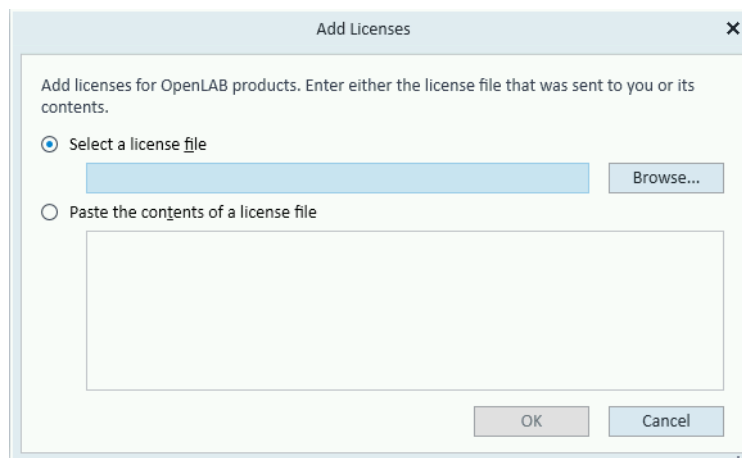 Add Licenses
Add licenses for OpenLAB products. Enter either the license file that was sent to you or its
contents.
Select a license file
Browse...
Paste the contents of a license file
OK
Cancel